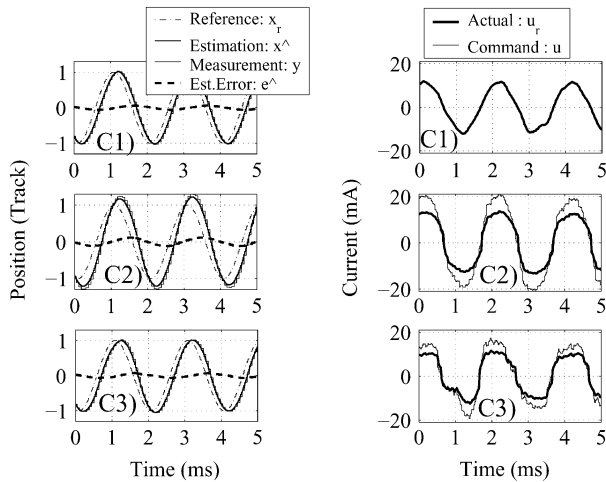 Reference: x_r
Estimation: x^
Measurement: y
Est.Error: e^
Actual : u_r
Command : u
Position (Track)
1
0
−1
C1)
0 1 2 3 4 5
1
0
−1
C2)
0 1 2 3 4 5
1
0
−1
C3)
0 1 2 3 4 5
Time (ms)
Current (mA)
20
0
−20
C1)
0 1 2 3 4 5
20
0
−20
C2)
0 1 2 3 4 5
20
0
−20
C3)
0 1 2 3 4 5
Time (ms)